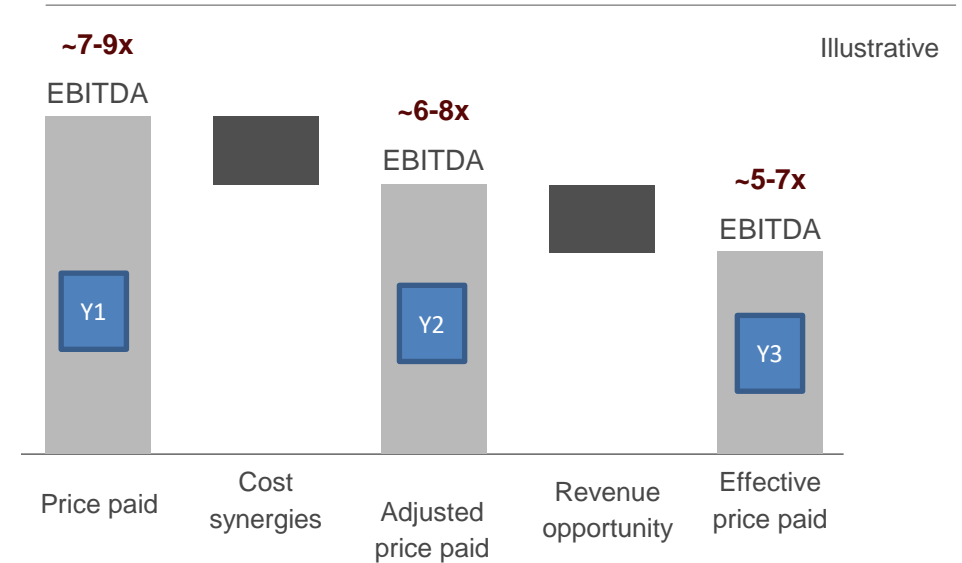 ~7-9x
EBITDA
Illustrative
~6-8x
EBITDA
~5-7x
EBITDA
Y1
Y2
Y3
Price paid
Cost
synergies
Adjusted
price paid
Revenue
opportunity
Effective
price paid